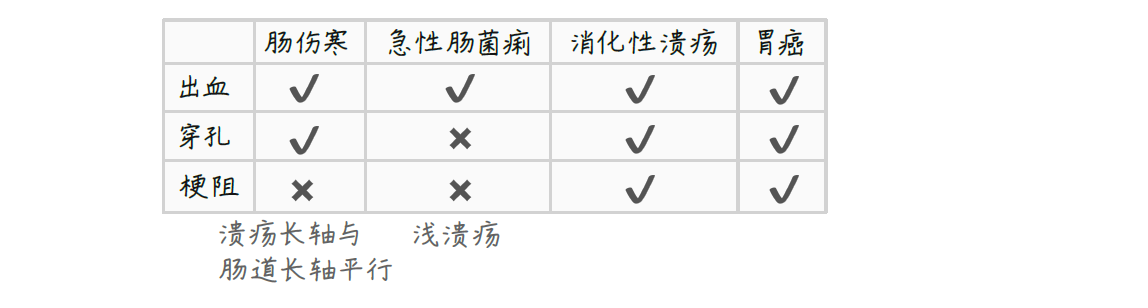 肠伤寒 急性肠菌痢 消化性溃疡 胃癌
出血 ✓ ✓ ✓ ✓
穿孔 ✓ ✗ ✓ ✓
梗阻 ✗ ✗ ✓ ✓
溃疡长轴与 浅溃疡
肠道长轴平行